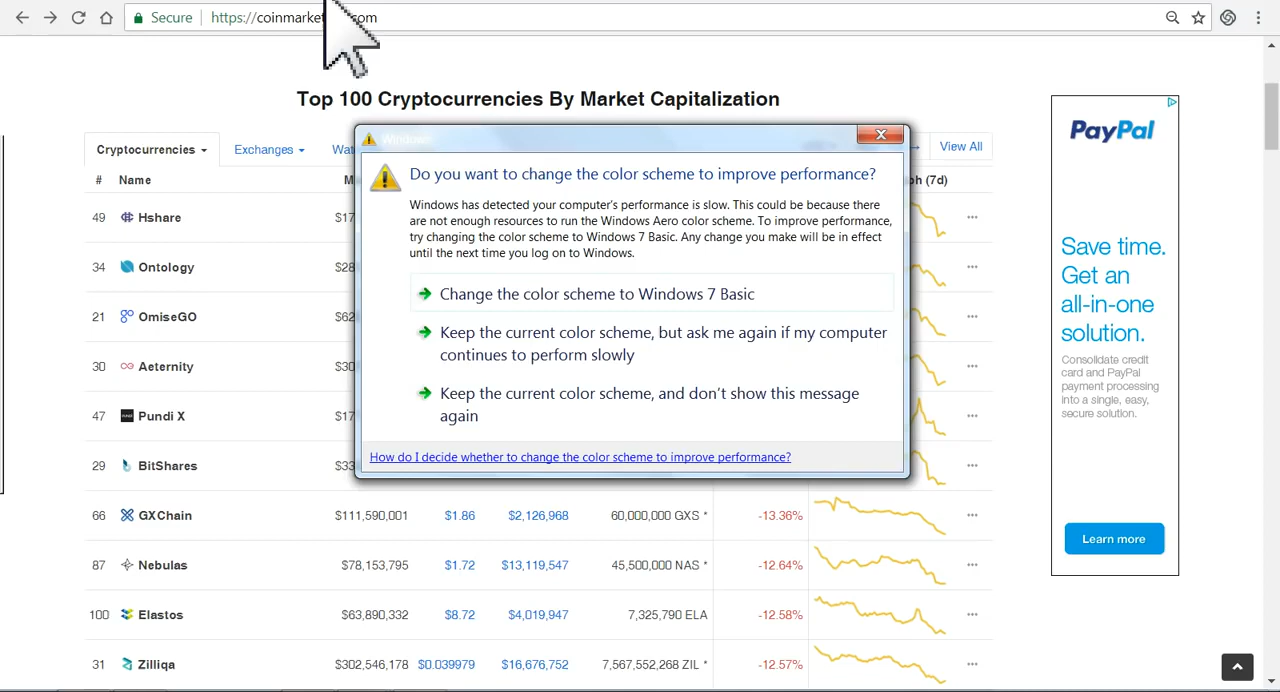 Secure https://coinmarket com
Top 100 Cryptocurrencies By Market Capitalization
Cryptocurrencies Exchanges View All
# Name (7d)
Windows
Do you want to change the color scheme to improve performance?
Windows has detected your computer's performance is slow. This could be because there
are not enough resources to run the Windows Aero color scheme. To improve performance,
try changing the color scheme to Windows 7 Basic. Any change you make will be in effect
until the next time you log on to Windows.
Change the color scheme to Windows 7 Basic
Keep the current color scheme, but ask me again if my computer
continues to perform slowly
Keep the current color scheme, and don't show this message
again
How do I decide whether to change the color scheme to improve performance?
49 Hshare $17
34 Ontology $28
21 OmiseGO $62
30 Aeternity $30
47 Pundi X $17
29 BitShares $33
66 GXChain $111,590,001 $1.86 $2,126,968 60,000,000 GXS * -13.36%
87 Nebulas $78,153,795 $1.72 $13,119,547 45,500,000 NAS * -12.64%
100 Elastos $63,890,332 $8.72 $4,019,947 7,325,790 ELA -12.58%
31 Zilliqa $302,546,178 $0.039979 $16,676,752 7,567,552,268 ZIL * -12.57%
PayPal
Save time.
Get an
all-in-one
solution.
Consolidate credit
card and PayPal
payment processing
into a single, easy,
secure solution.
Learn more